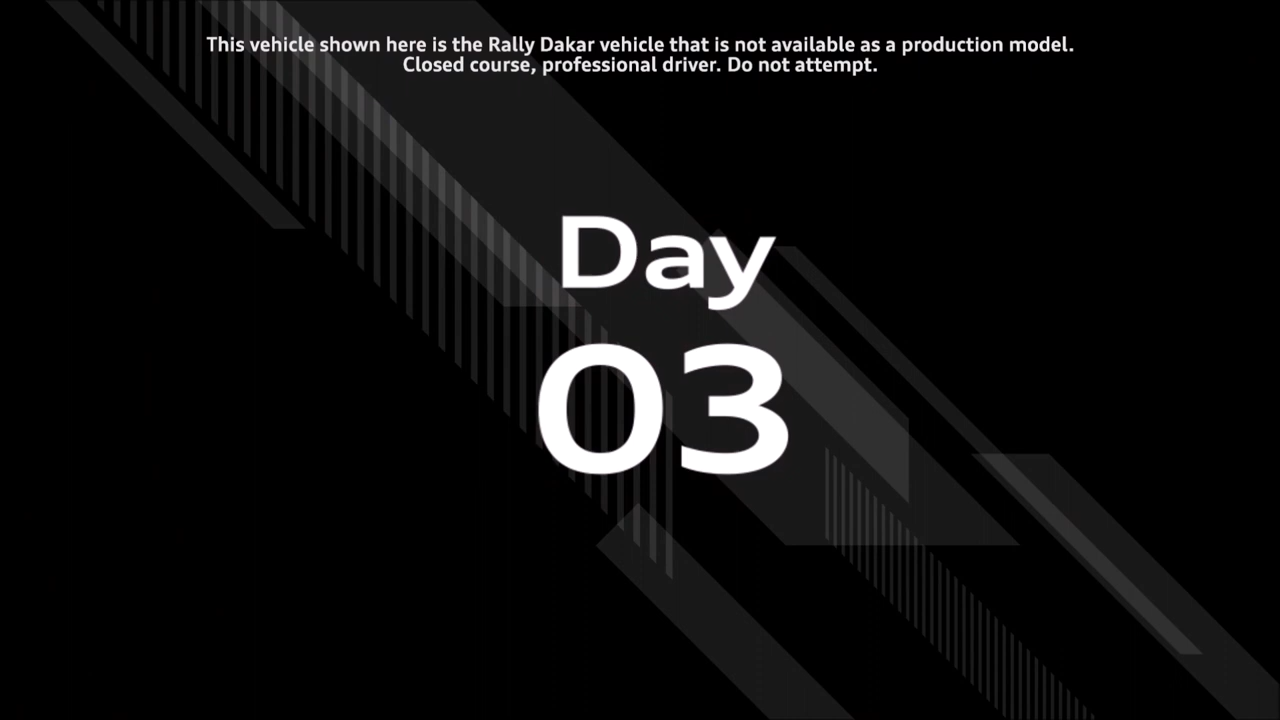 This vehicle shown here is the Rally Dakar vehicle that is not available as a production model.
Closed course, professional driver. Do not attempt.
Day
03